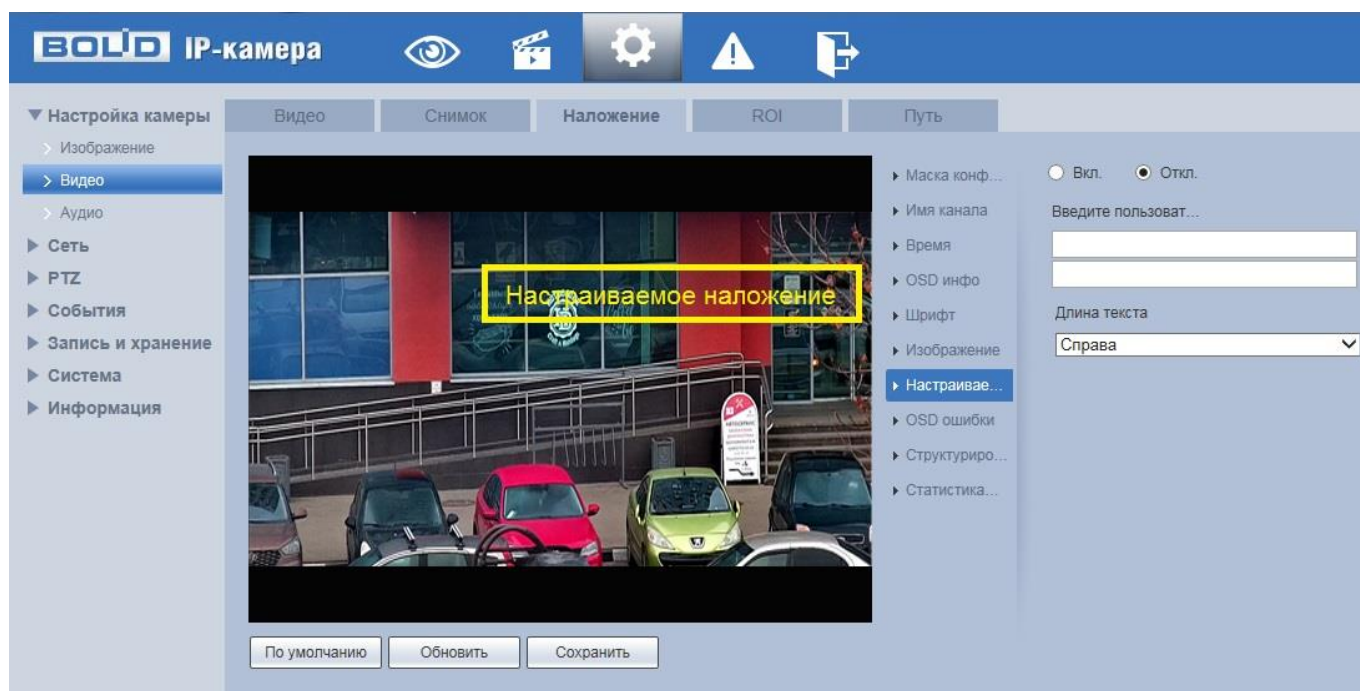 BOLID IP-камера
Настройка камеры
Изображение
Видео
Аудио
Сеть
PTZ
События
Запись и хранение
Система
Информация
Видео Снимок Наложение ROI Путь
Настраиваемое наложение
Маска конф...
Имя канала
Время
OSD инфо
Шрифт
Изображение
Настраивае...
OSD ошибки
Структуриро...
Статистика...
Вкл. Откл.
Введите пользоват...
Длина текста
Справа
По умолчанию Обновить Сохранить